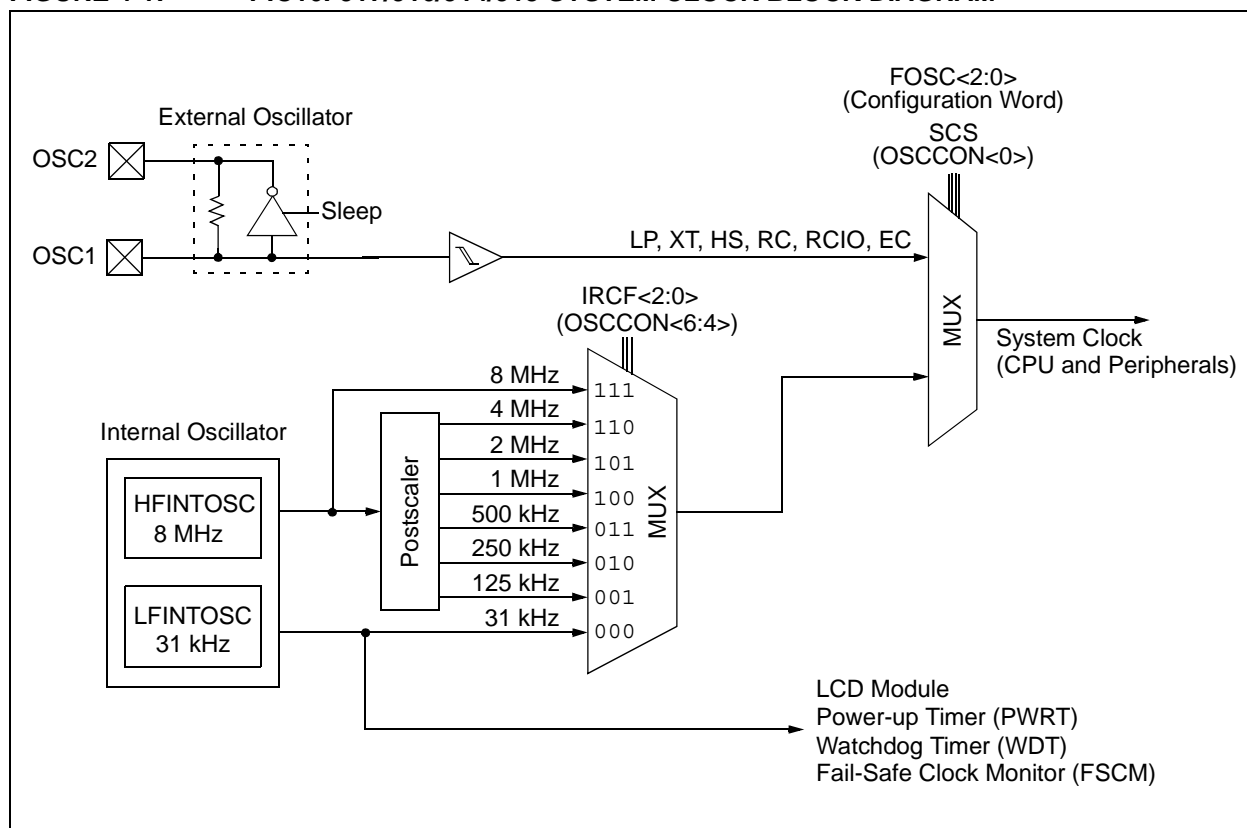 FOSC<2:0>
(Configuration Word)
SCS
(OSCCON<0>)
External Oscillator
OSC2
Sleep
OSC1
LP, XT, HS, RC, RCIO, EC
MUX
System Clock
(CPU and Peripherals)
IRCF<2:0>
(OSCCON<6:4>)
8 MHz
111
4 MHz
110
Internal Oscillator
2 MHz
101
HFINTOSC
8 MHz
Postscaler
1 MHz
100
MUX
500 kHz
011
250 kHz
010
125 kHz
001
LFINTOSC
31 kHz
31 kHz
000
LCD Module
Power-up Timer (PWRT)
Watchdog Timer (WDT)
Fail-Safe Clock Monitor (FSCM)